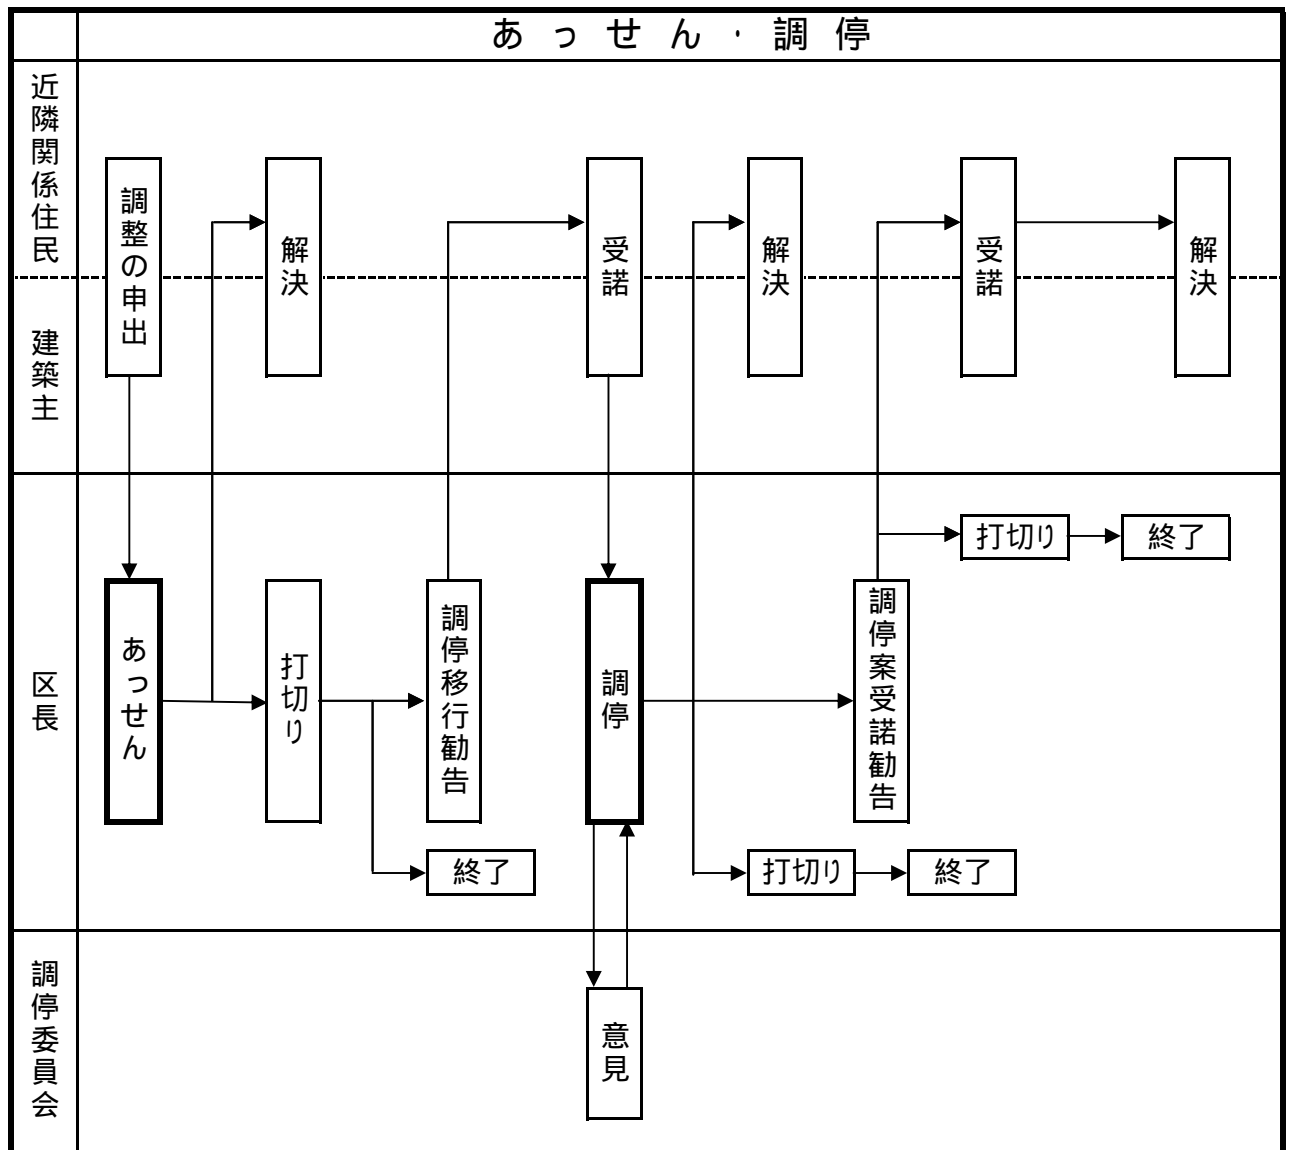 あっせん・調停
近隣関係住民
調整の申出
解決
受諾
解決
受諾
解決
建築主
区長
あっせん
打切り
調停移行勧告
終了
調停
打切り
終了
調停案受諾勧告
打切り
終了
調停委員会
意見